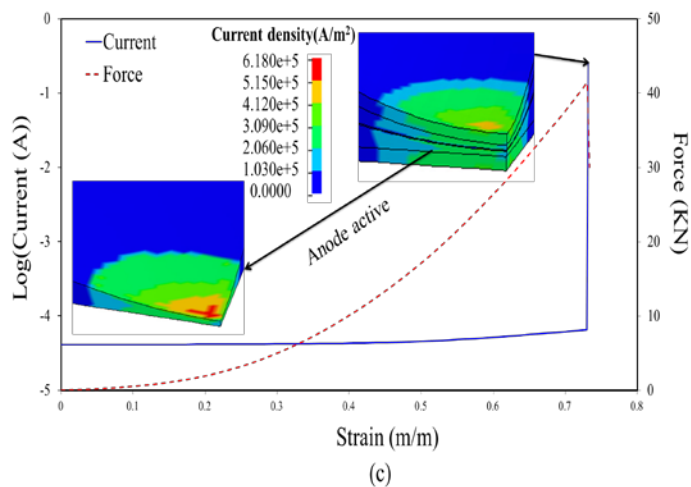 Log(Current (A))
0
-1
-2
-3
-4
-5
Current
Force
Current density(A/m²)
6.180e+5
5.150e+5
4.120e+5
3.090e+5
2.060e+5
1.030e+5
0.0000
Anode active
50
40
30
20
10
0
Force (KN)
0 0.1 0.2 0.3 0.4 0.5 0.6 0.7 0.8
Strain (m/m)
(c)